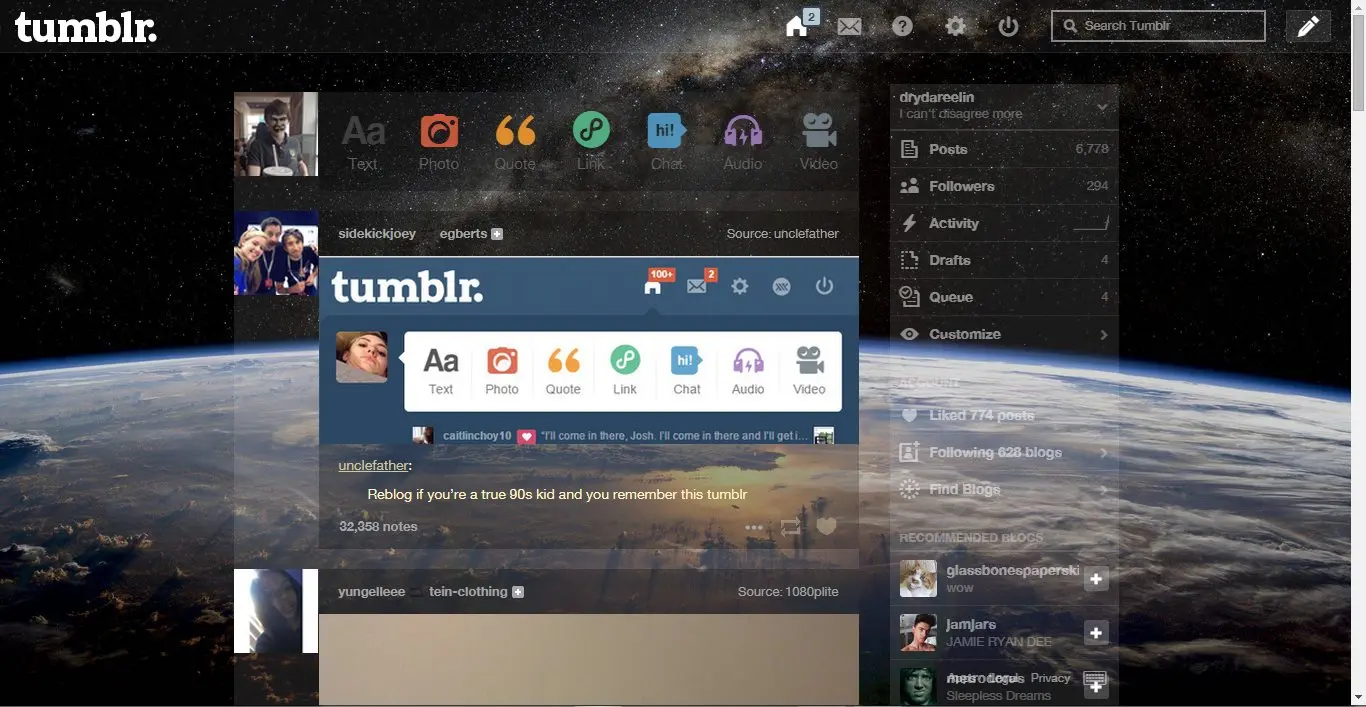 tumblr.
2
Search Tumblr
Aa
hi!
Text Photo Quote Link Chat Audio Video
drydareelin
I can't disagree more
Posts 6,778
Followers 294
Activity
Drafts 4
Queue 4
Customize
ACCOUNT
Liked 774 posts
Following 628 blogs
Find Blogs
RECOMMENDED BLOGS
glassbonespaperski
wow
jamjars
JAMIE RYAN DEE
Legal Privacy
Sleepless Dreams
sidekickjoey egberts
Source: unclefather
tumblr.
100+ 2
Aa
hi!
Text Photo Quote Link Chat Audio Video
caitlinchoy10 "I'll come in there, Josh. I'll come in there and I'll get i...
unclefather:
Reblog if you're a true 90s kid and you remember this tumblr
32,358 notes
yungelleee tein-clothing
Source: 1080plite